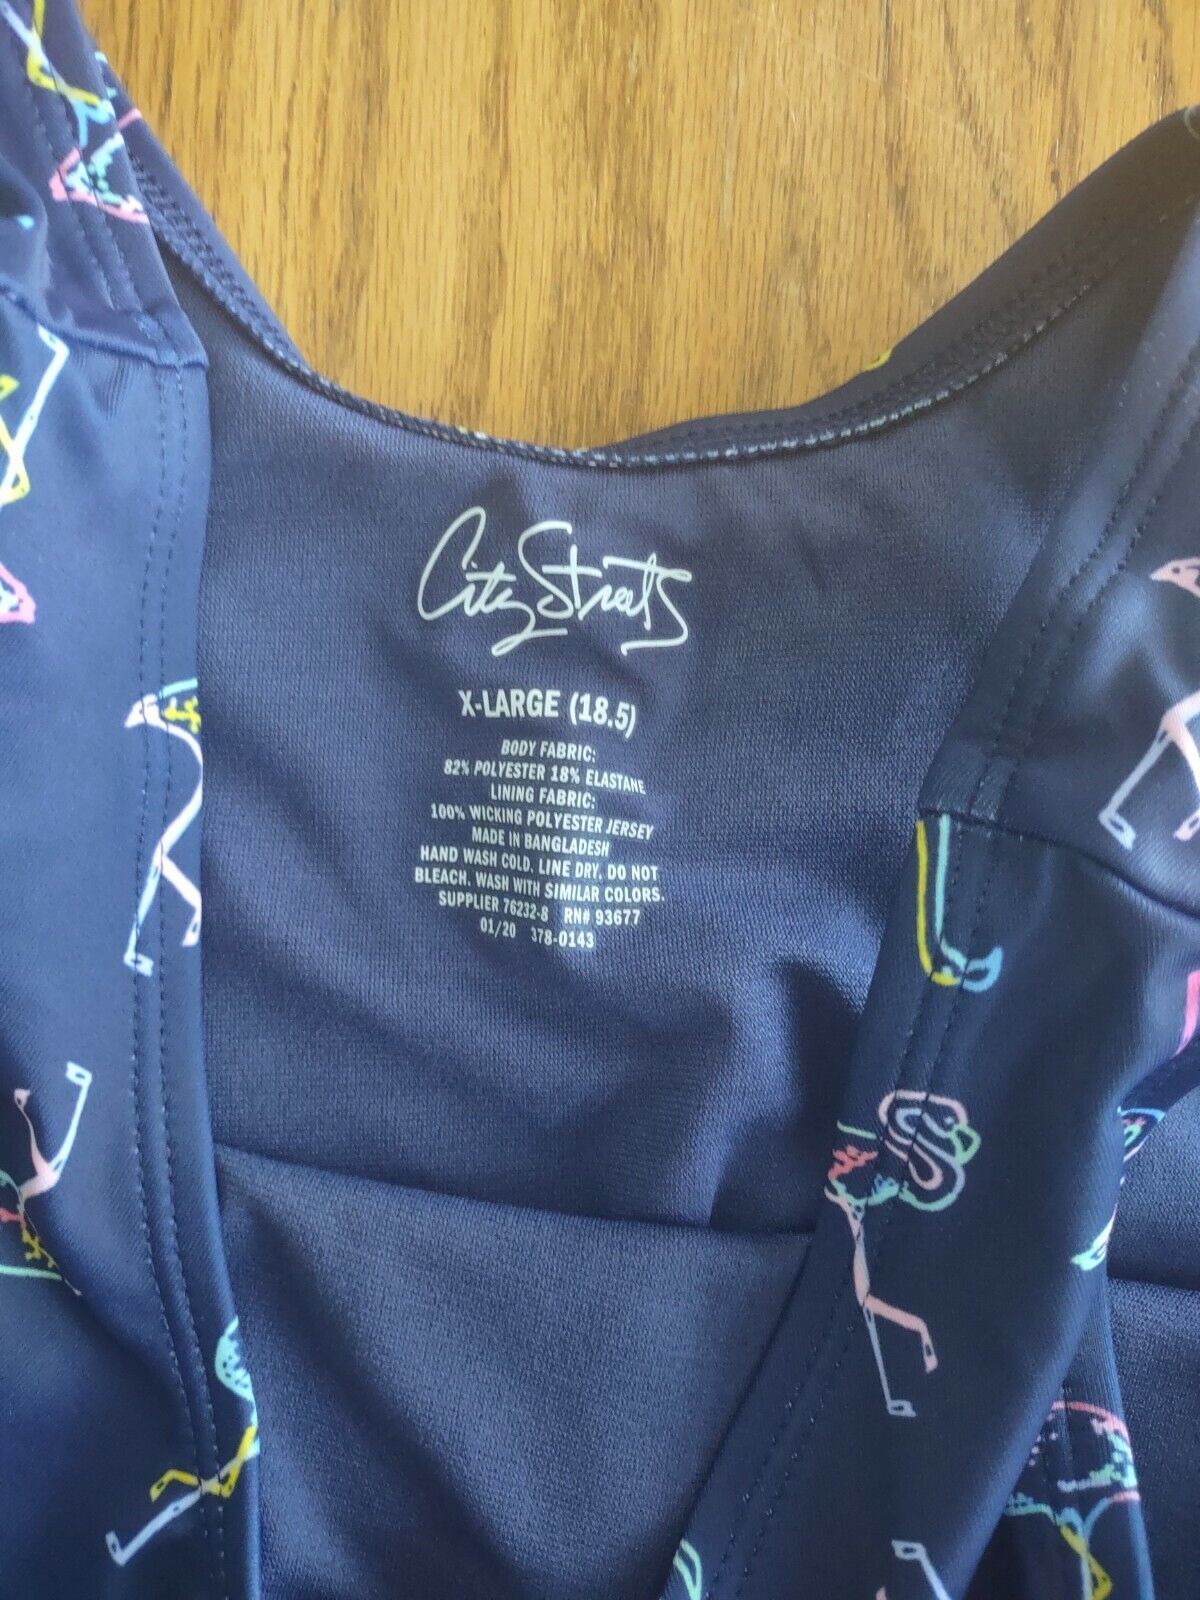 City Streets
X-LARGE (18.5)
BODY FABRIC:
82% POLYESTER 18% ELASTANE
LINING FABRIC:
100% WICKING POLYESTER JERSEY
MADE IN BANGLADESH
HAND WASH COLD. LINE DRY. DO NOT
BLEACH. WASH WITH SIMILAR COLORS.
SUPPLIER 76232-8 RN# 93677
01/20 378-0143